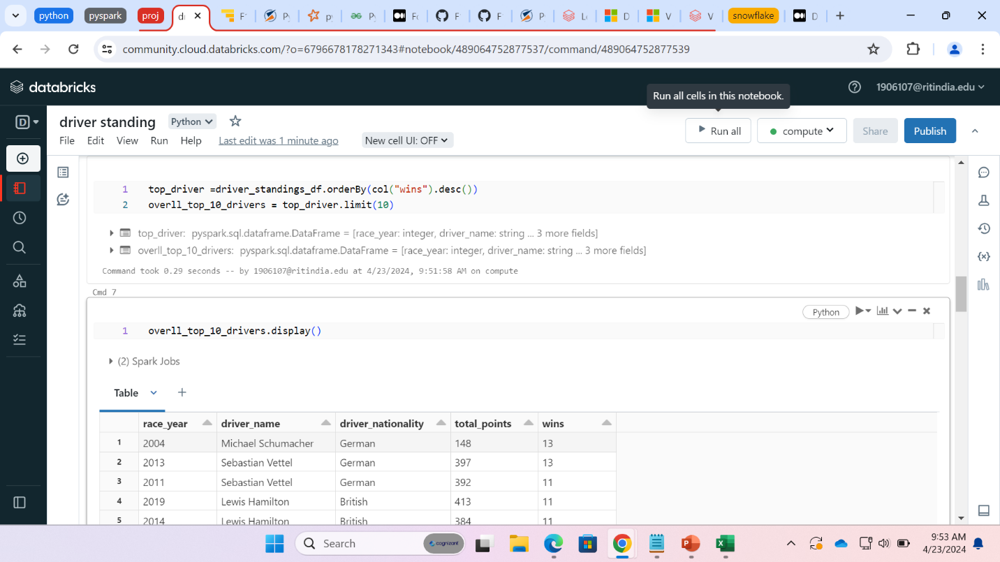 python
pyspark
proj
snowflake
community.cloud.databricks.com/?o=6796678178271343#notebook/489064752877537/command/489064752877539
databricks
Run all cells in this notebook.
1906107@ritindia.edu
D
driver standing
Python
File Edit View Run Help Last edit was 1 minute ago New cell UI: OFF
Run all
compute
Share
Publish
1 top_driver =driver_standings_df.orderBy(col("wins").desc())
2 overll_top_10_drivers = top_driver.limit(10)
top_driver: pyspark.sql.dataframe.DataFrame = [race_year: integer, driver_name: string ... 3 more fields]
overll_top_10_drivers: pyspark.sql.dataframe.DataFrame = [race_year: integer, driver_name: string ... 3 more fields]
Command took 0.29 seconds -- by 1906107@ritindia.edu at 4/23/2024, 9:51:58 AM on compute
Cmd 7
Python
1 overll_top_10_drivers.display()
(2) Spark Jobs
Table
race_year driver_name driver_nationality total_points wins
1 2004 Michael Schumacher German 148 13
2 2013 Sebastian Vettel German 397 13
3 2011 Sebastian Vettel German 392 11
4 2019 Lewis Hamilton British 413 11
5 2014 Lewis Hamilton British 384 11
Search
cognizant
9:53 AM
4/23/2024